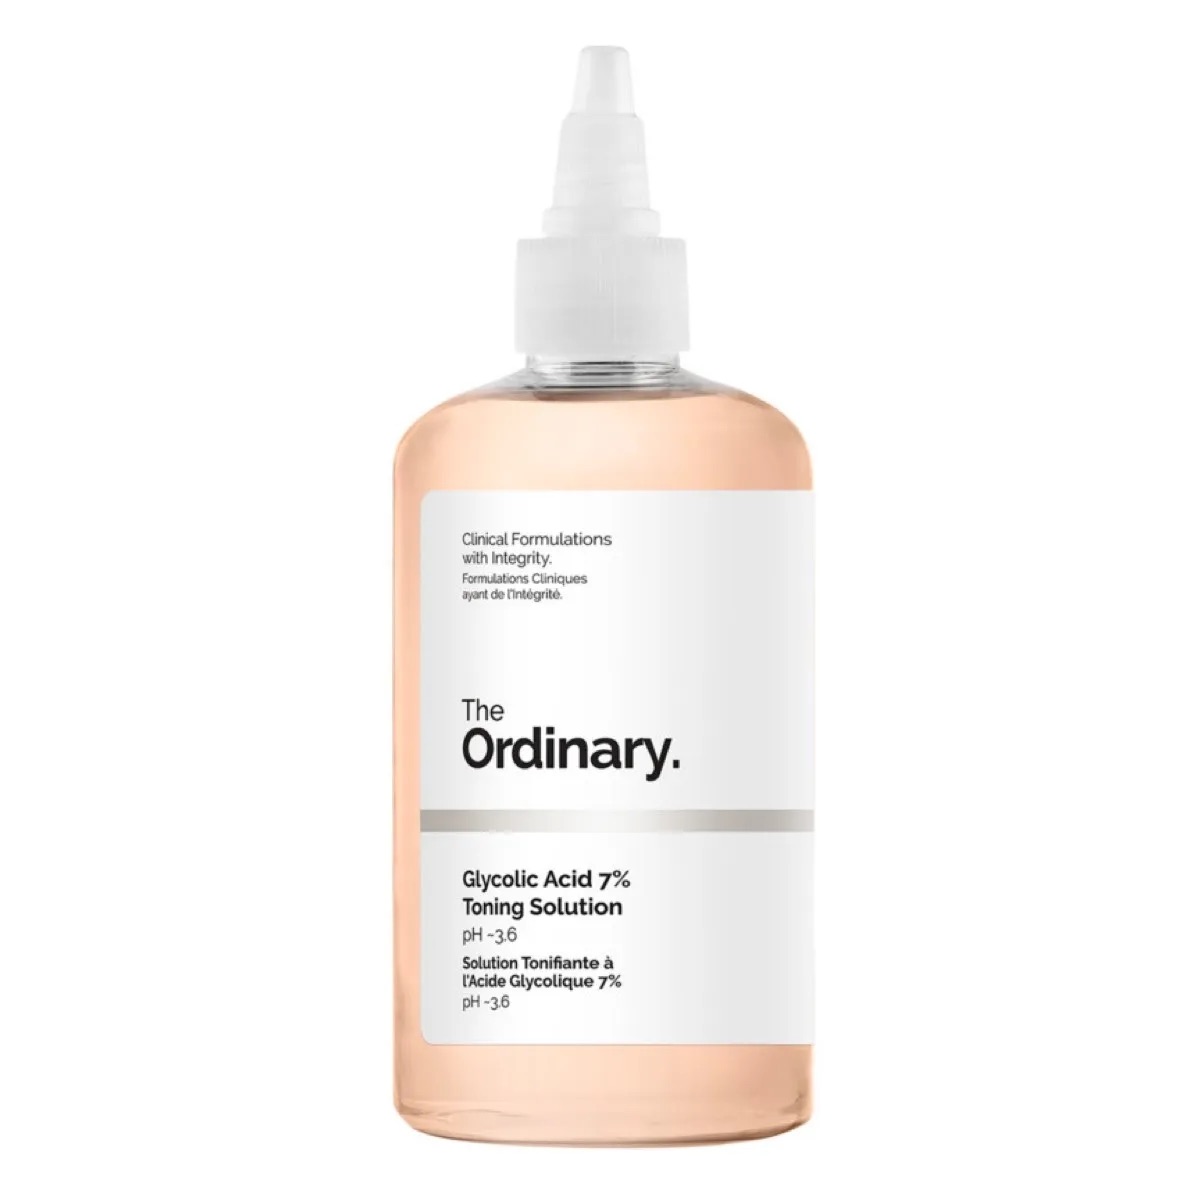 Clinical Formulations
with Integrity.
Formulations Cliniques
ayant de l'Intégrité.
The
Ordinary.
Glycolic Acid 7%
Toning Solution
pH ~3.6
Solution Tonifiante à
l'Acide Glycolique 7%
pH ~3.6